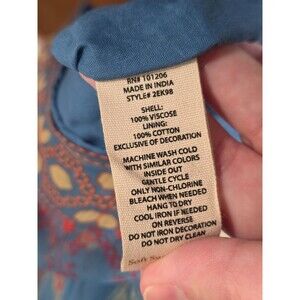 RN# 101206
MADE IN INDIA
STYLE# 2EK98
SHELL:
100% VISCOSE
LINING:
100% COTTON
EXCLUSIVE OF DECORATION
MACHINE WASH COLD
WITH SIMILAR COLORS
INSIDE OUT
GENTLE CYCLE
ONLY NON-CHLORINE
BLEACH WHEN NEEDED
HANG TO DRY
COOL IRON IF NEEDED
ON REVERSE
DO NOT IRON DECORATION
DO NOT DRY CLEAN